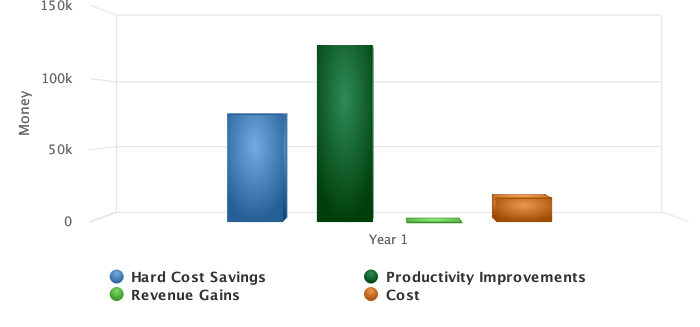 150k
100k
50k
0
Money
Year 1
Hard Cost Savings
Productivity Improvements
Revenue Gains
Cost